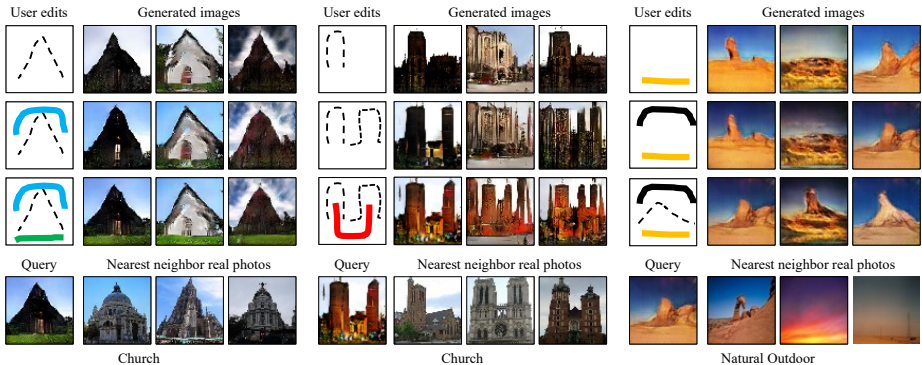 User edits Generated images User edits Generated images User edits Generated images
Query Nearest neighbor real photos Query Nearest neighbor real photos Query Nearest neighbor real photos
Church Church Natural Outdoor